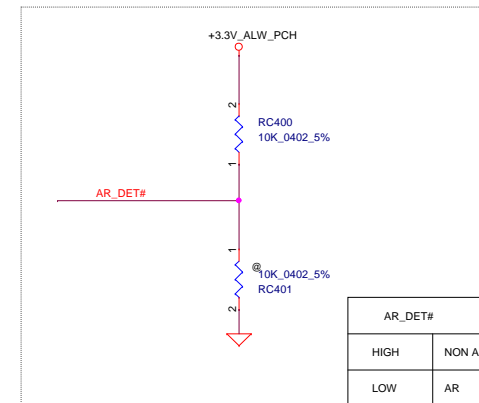 +3.3V_ALW_PCH
2
RC400
10K_0402_5%
1
AR_DET#
1
@
10K_0402_5%
RC401
2
AR_DET#
HIGH NON A
LOW AR